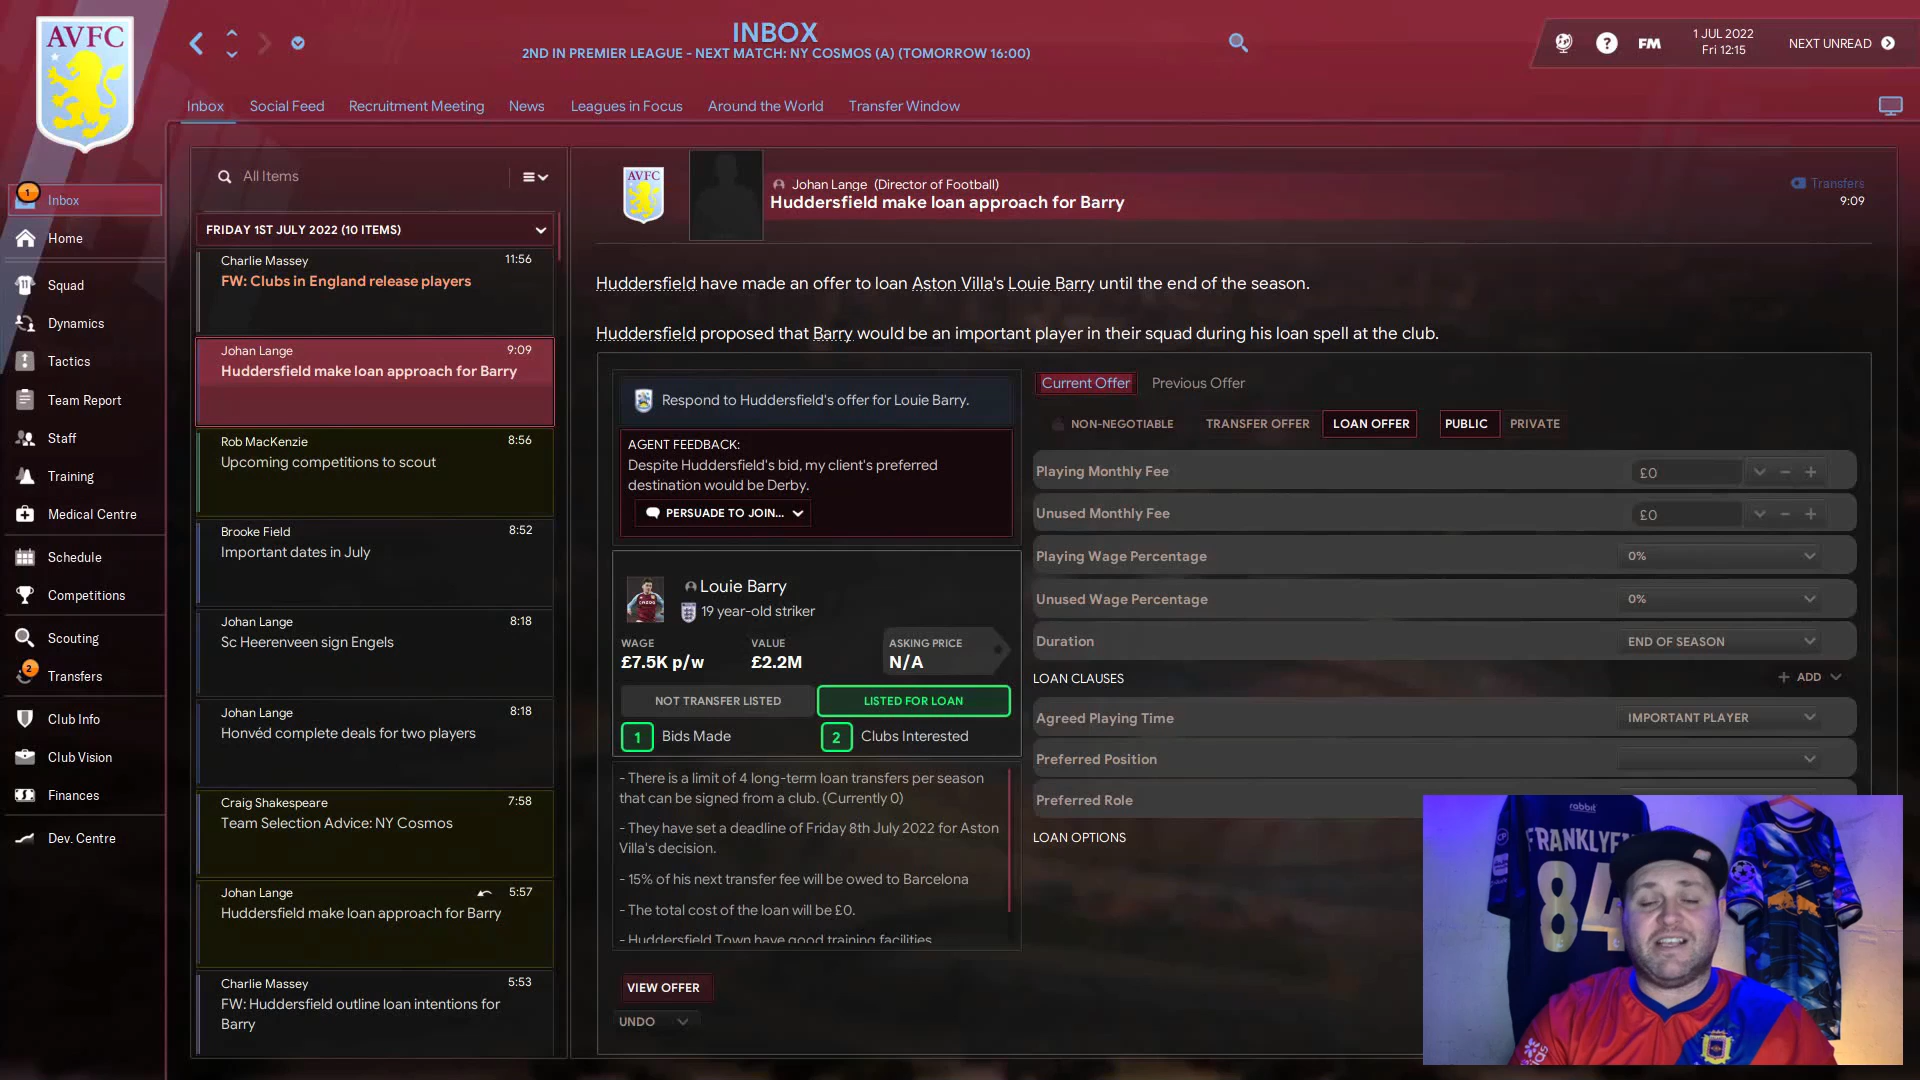 AVFC
INBOX
2ND IN PREMIER LEAGUE - NEXT MATCH: NY COSMOS (A) (TOMORROW 16:00)
FM
1 JUL 2022
Fri 12:15
NEXT UNREAD
Inbox
Social Feed
Recruitment Meeting
News
Leagues in Focus
Around the World
Transfer Window
1
Inbox
Home
Squad
Dynamics
Tactics
Team Report
Staff
Training
Medical Centre
Schedule
Competitions
Scouting
2
Transfers
Club Info
Club Vision
Finances
Dev. Centre
All Items
FRIDAY 1ST JULY 2022 (10 ITEMS)
Charlie Massey 11:56
FW: Clubs in England release players
Johan Lange 9:09
Huddersfield make loan approach for Barry
Rob MacKenzie 8:56
Upcoming competitions to scout
Brooke Field 8:52
Important dates in July
Johan Lange 8:18
Sc Heerenveen sign Engels
Johan Lange 8:18
Honvéd complete deals for two players
Craig Shakespeare 7:58
Team Selection Advice: NY Cosmos
Johan Lange 5:57
Huddersfield make loan approach for Barry
Charlie Massey 5:53
FW: Huddersfield outline loan intentions for
Barry
AVFC
Johan Lange (Director of Football)
Huddersfield make loan approach for Barry
Transfers
9:09
Huddersfield have made an offer to loan Aston Villa's Louie Barry until the end of the season.
Huddersfield proposed that Barry would be an important player in their squad during his loan spell at the club.
Respond to Huddersfield's offer for Louie Barry.
AGENT FEEDBACK:
Despite Huddersfield's bid, my client's preferred
destination would be Derby.
PERSUADE TO JOIN...
Louie Barry
19 year-old striker
WAGE
£7.5K p/w
VALUE
£2.2M
ASKING PRICE
N/A
NOT TRANSFER LISTED
LISTED FOR LOAN
1 Bids Made
2 Clubs Interested
- There is a limit of 4 long-term loan transfers per season
that can be signed from a club. (Currently 0)
- They have set a deadline of Friday 8th July 2022 for Aston
Villa's decision.
- 15% of his next transfer fee will be owed to Barcelona
- The total cost of the loan will be £0.
- Huddersfield Town have good training facilities
VIEW OFFER
UNDO
Current Offer
Previous Offer
NON-NEGOTIABLE
TRANSFER OFFER
LOAN OFFER
PUBLIC
PRIVATE
Playing Monthly Fee £0
Unused Monthly Fee £0
Playing Wage Percentage 0%
Unused Wage Percentage 0%
Duration END OF SEASON
LOAN CLAUSES
ADD
Agreed Playing Time IMPORTANT PLAYER
Preferred Position
Preferred Role
LOAN OPTIONS
rabbit
84